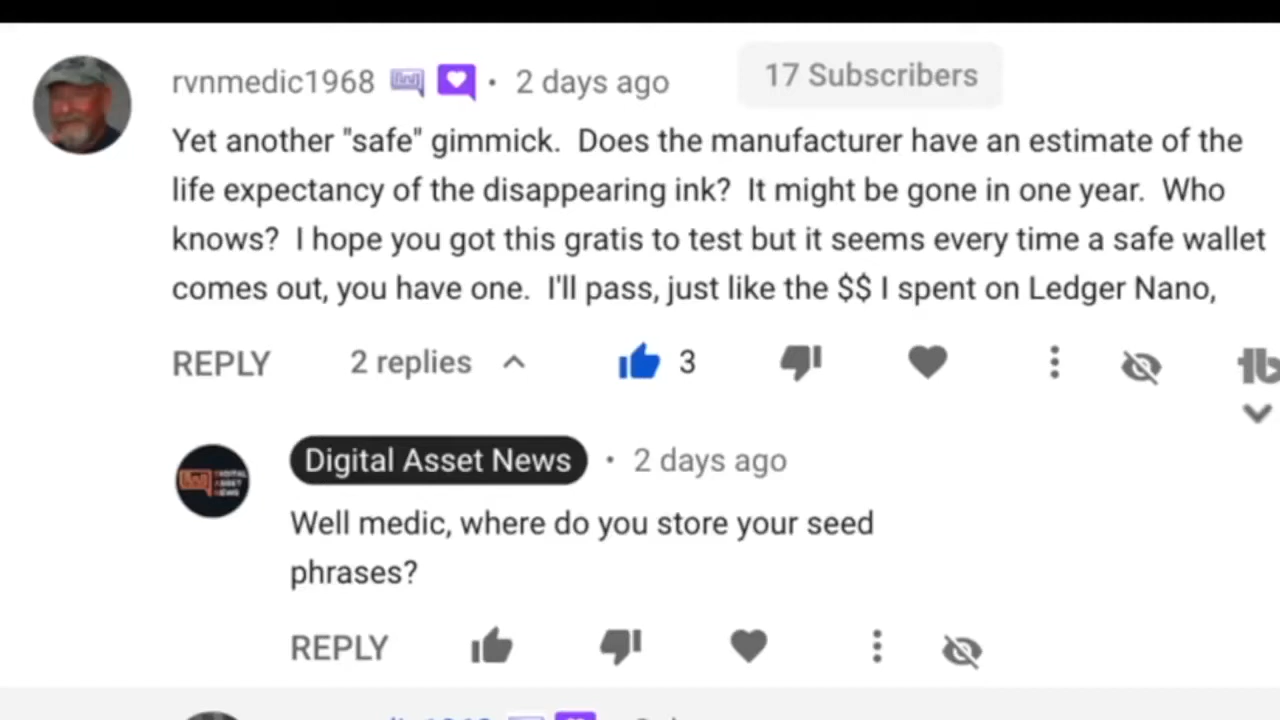 rvnmedic1968 • 2 days ago 17 Subscribers
Yet another "safe" gimmick. Does the manufacturer have an estimate of the
life expectancy of the disappearing ink? It might be gone in one year. Who
knows? I hope you got this gratis to test but it seems every time a safe wallet
comes out, you have one. I'll pass, just like the $$ I spent on Ledger Nano,
REPLY 2 replies 3
DIGITAL
ASSET
NEWS
Digital Asset News • 2 days ago
Well medic, where do you store your seed
phrases?
REPLY